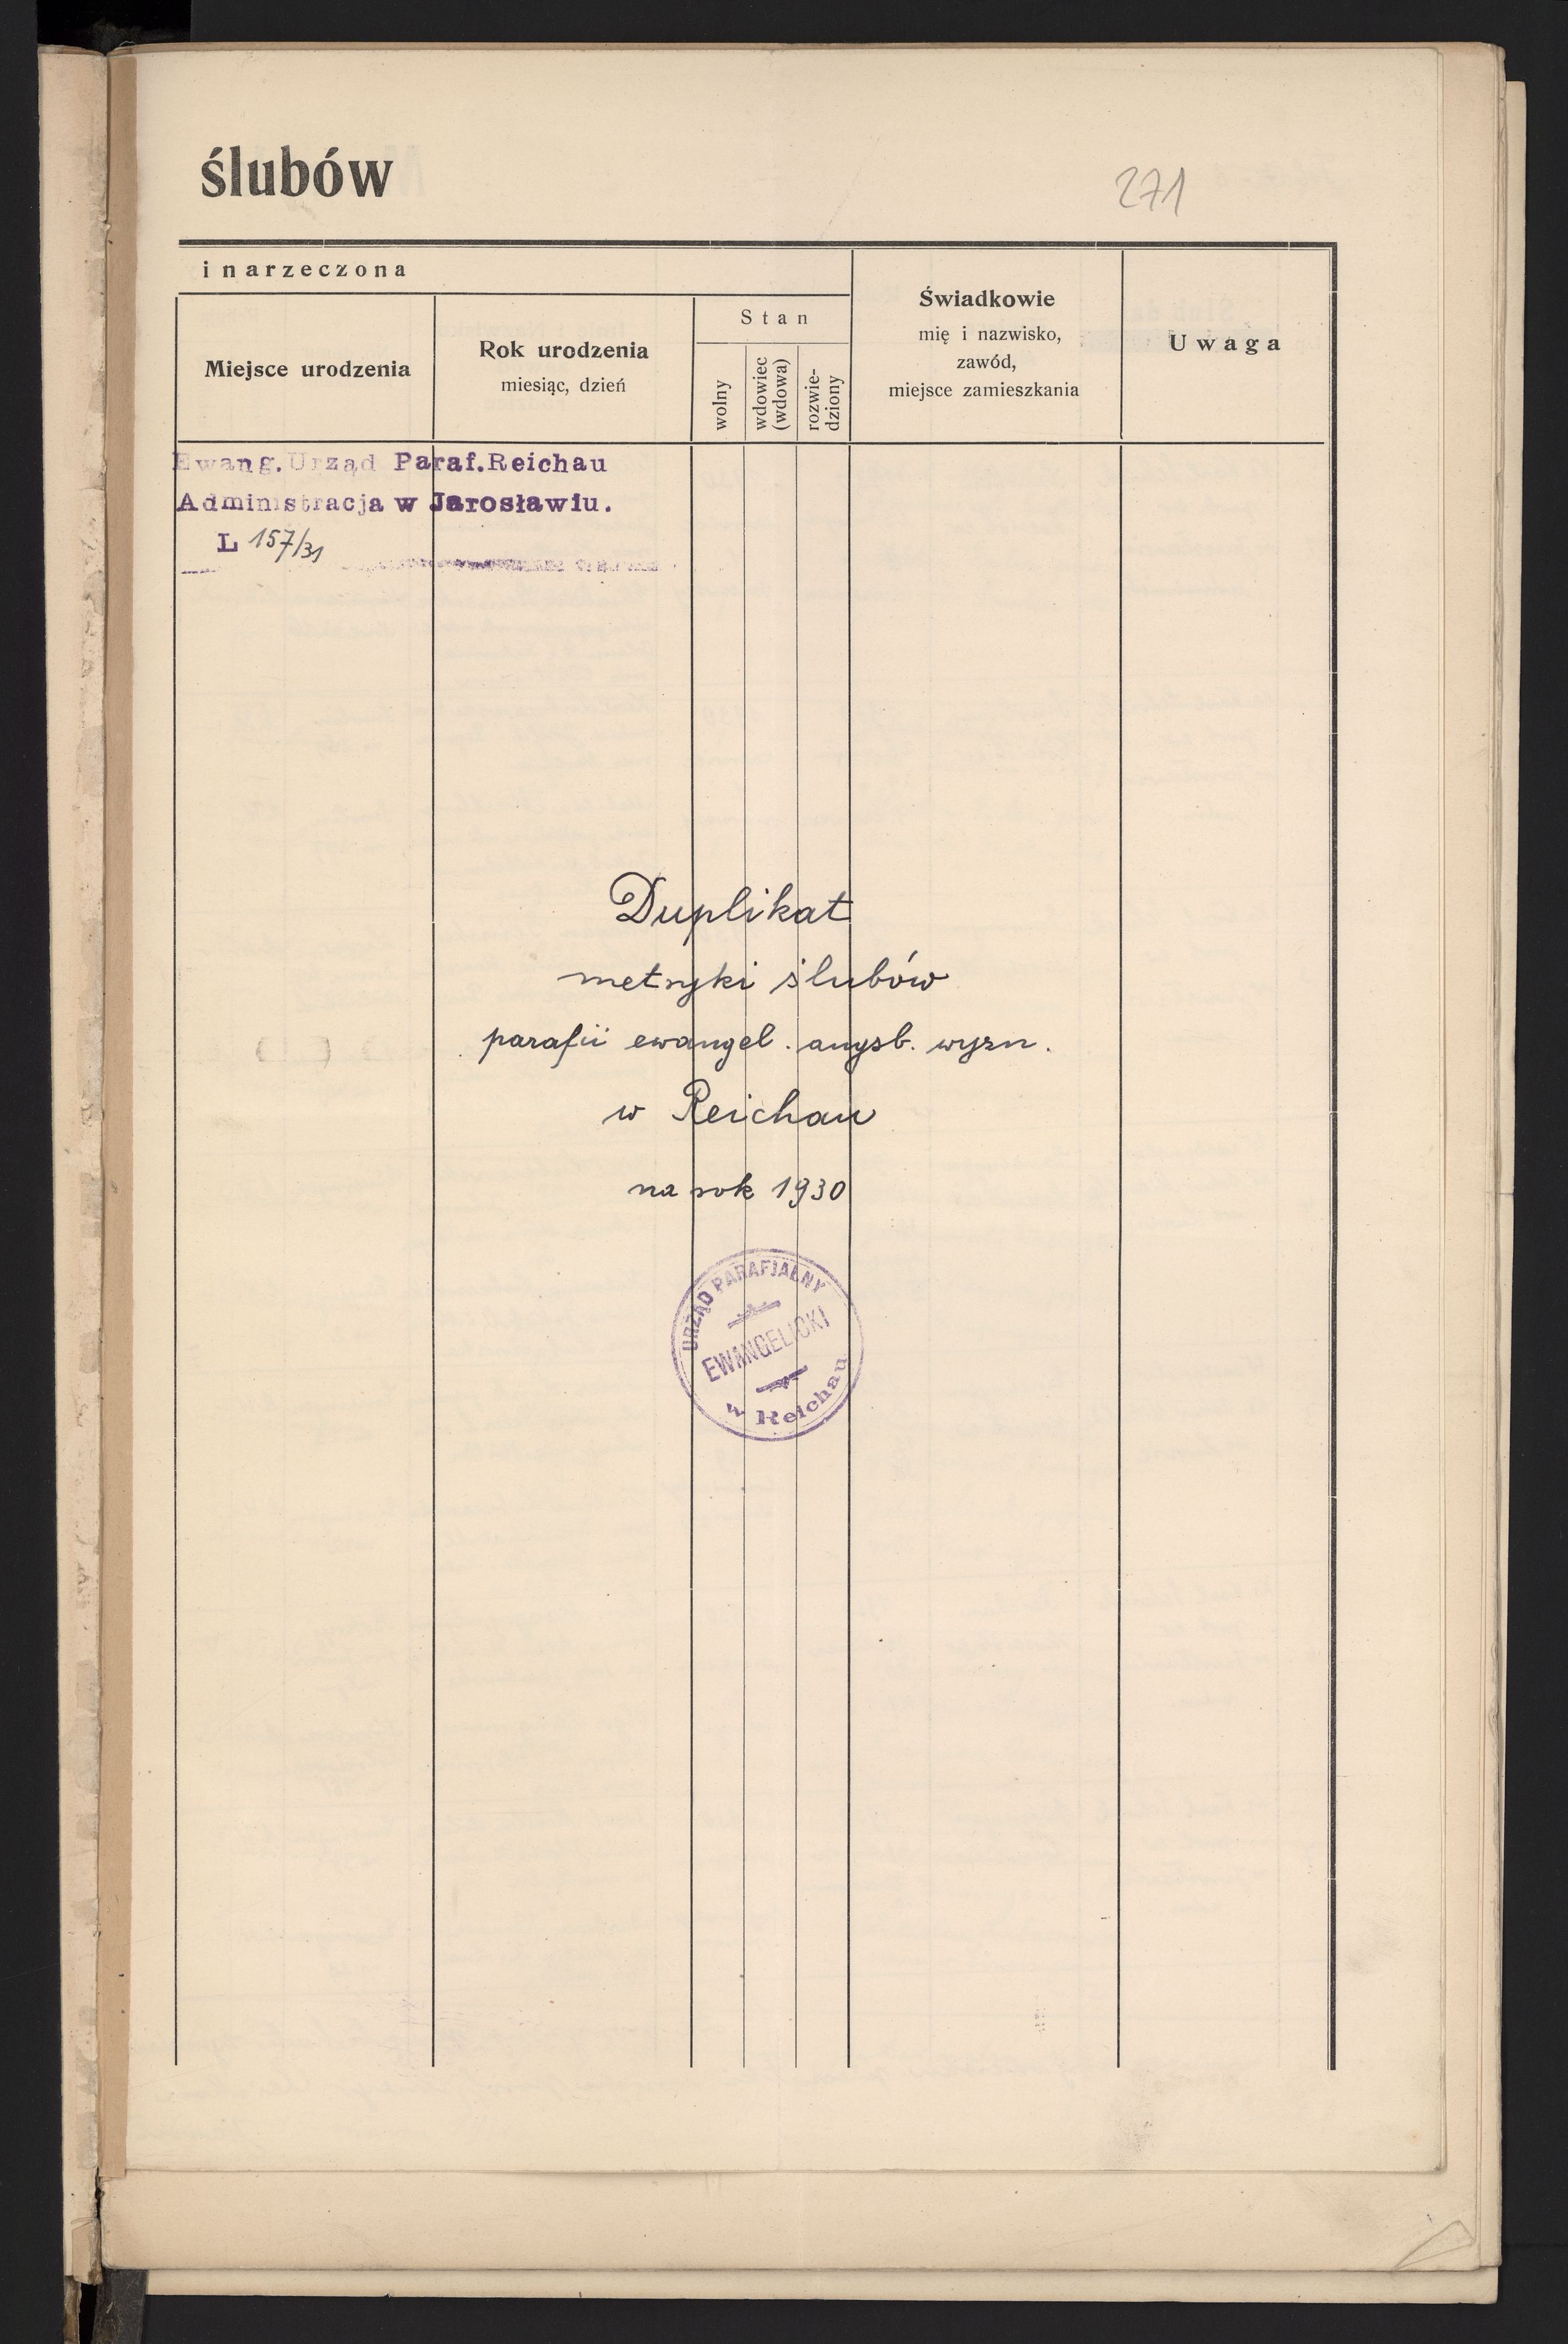 ślubów
271
i narzeczona
Miejsce urodzenia
Rok urodzenia
miesiąc, dzień
Stan
wolny
wdowiec
(wdowa)
rozwie-
dziony
Świadkowie
mię i nazwisko,
zawód,
miejsce zamieszkania
Uwaga
Ewang. Urząd Paraf. Reichau
Administracja w Jarosławiu.
L 157/31
Duplikat
metryki ślubów
parafii ewangel. augsb. wyzn.
w Reichau
na rok 1930
URZĄD PARAFJALNY
EWANGELICKI
w Reichau